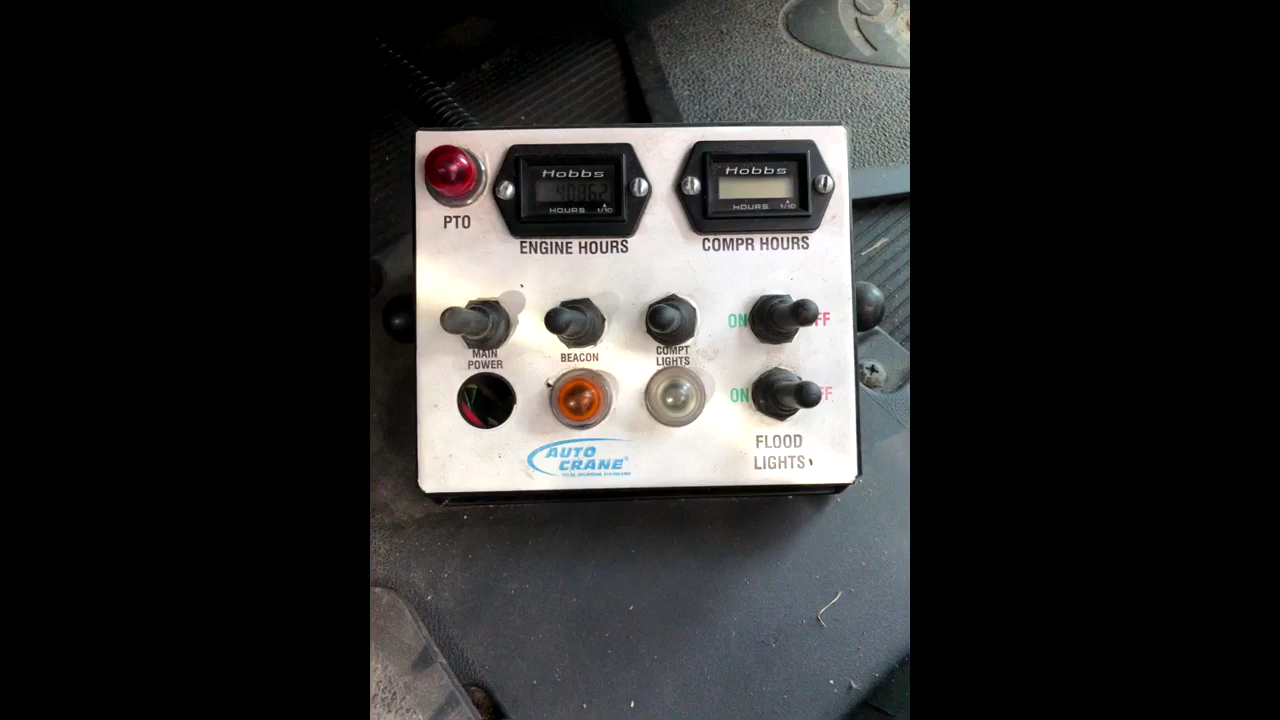 Hobbs
HOURS 1/10
Hobbs
HOURS 1/10
PTO
ENGINE HOURS
COMPR HOURS
ON
MAIN
POWER
BEACON
COMPT
LIGHTS
ON
AUTO
CRANE
FLOOD
LIGHTS